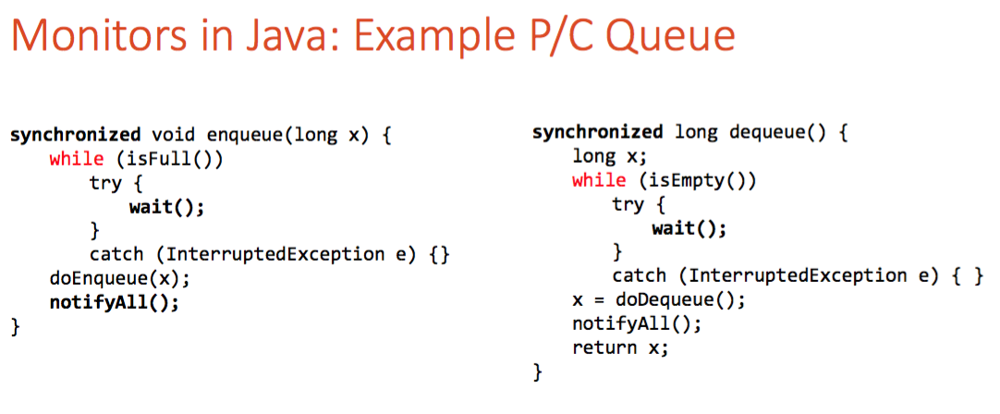 Monitors in Java: Example P/C Queue
synchronized void enqueue(long x) {
while (isFull())
try {
wait();
}
catch (InterruptedException e) {}
doEnqueue(x);
notifyAll();
}
synchronized long dequeue() {
long x;
while (isEmpty())
try {
wait();
}
catch (InterruptedException e) { }
x = doDequeue();
notifyAll();
return x;
}